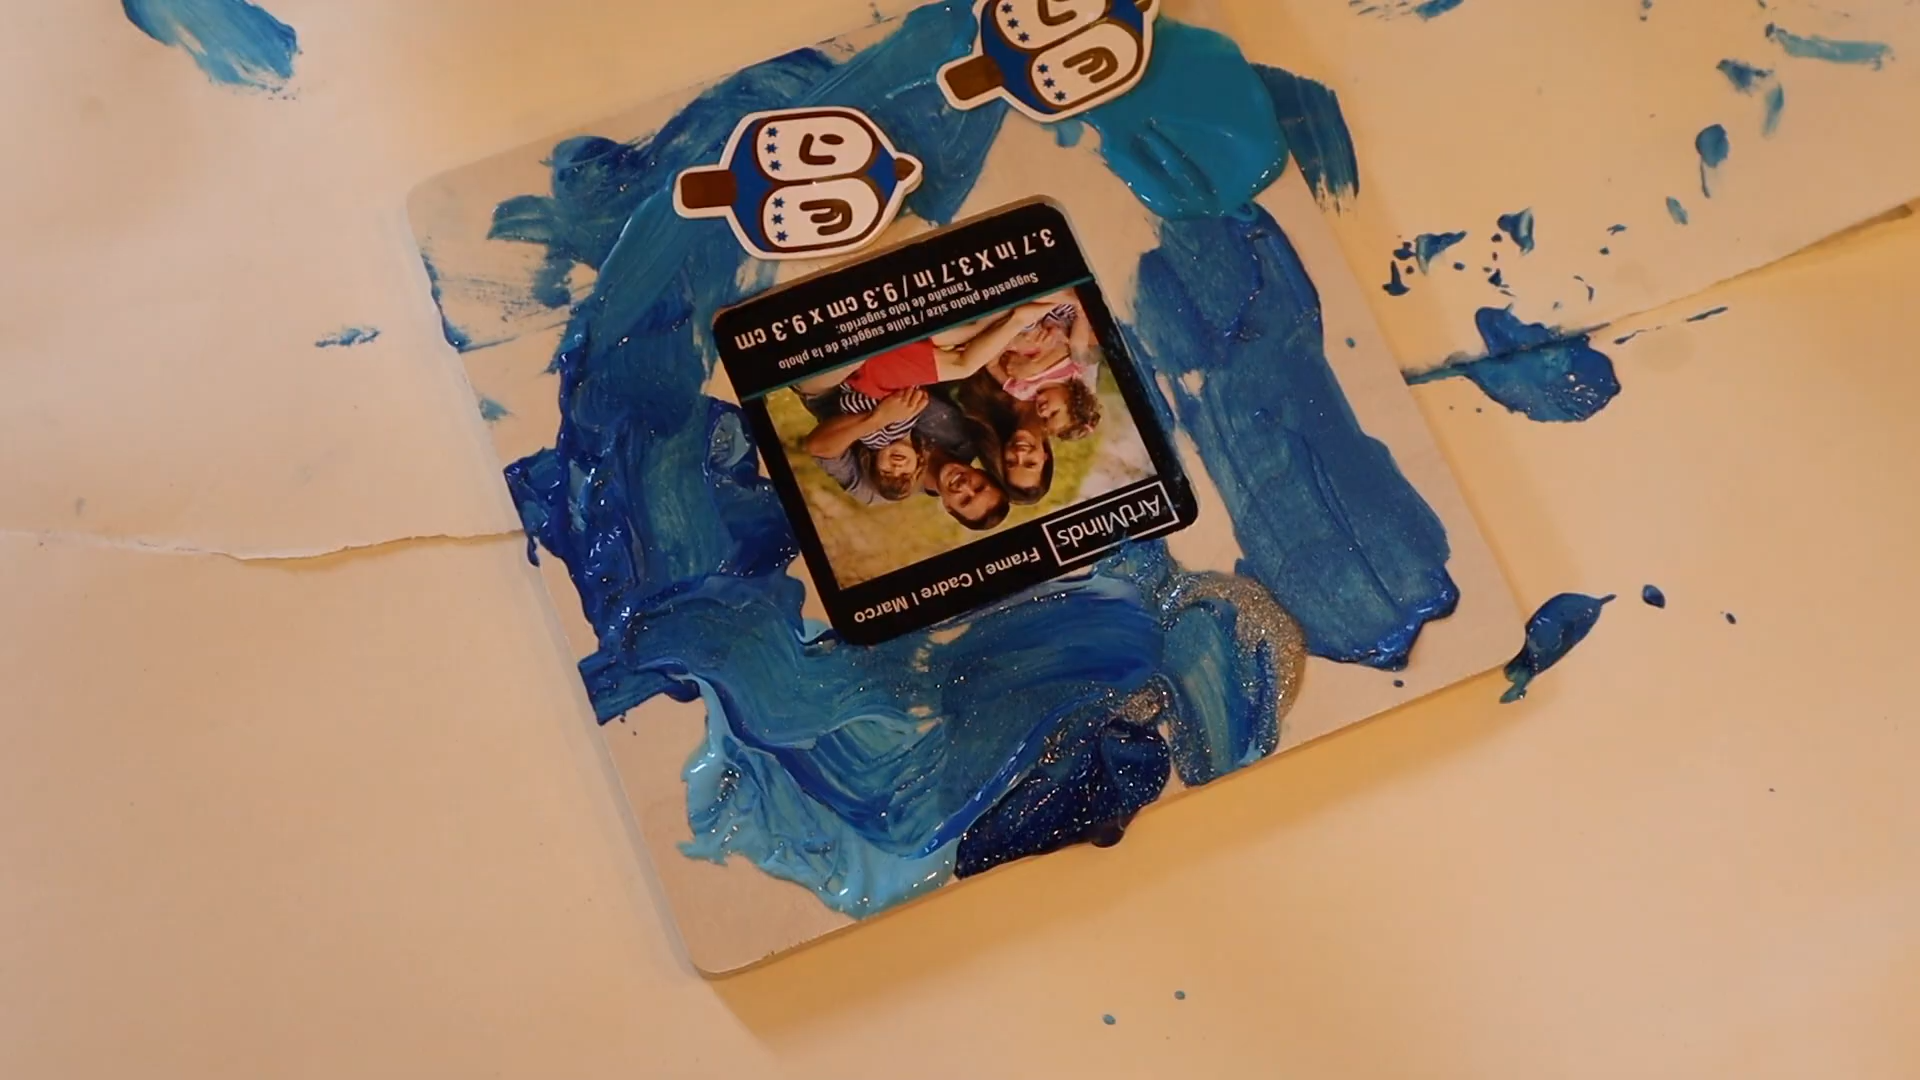 ArtMinds
Frame | Cadre | Marco
Suggested photo size / Taille suggéré de la photo
Tamaño de foto sugerido:
3.7 in X 3.7 in / 9.3 cm x 9.3 cm